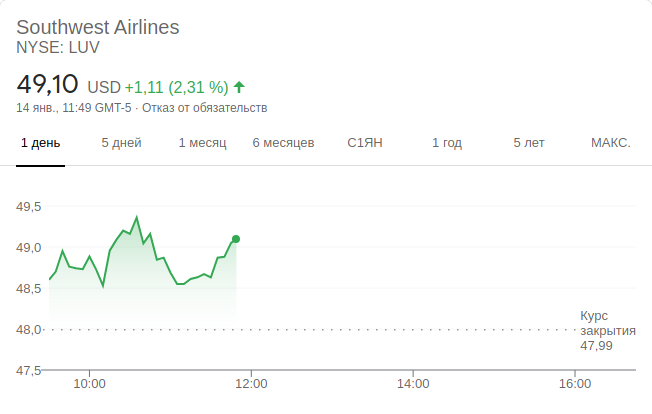 Southwest Airlines
NYSE: LUV
49,10 USD +1,11 (2,31 %)
14 янв., 11:49 GMT-5 · Отказ от обязательств
1 день 5 дней 1 месяц 6 месяцев С1ЯН 1 год 5 лет МАКС.
49,5
49,0
48,5
48,0
Курс
закрытия
47,99
47,5
10:00 12:00 14:00 16:00